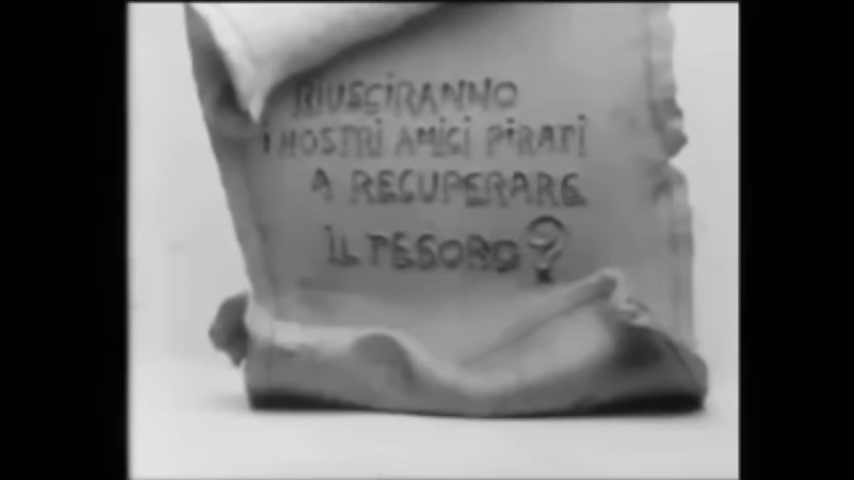 RIUSCIRANNO
I NOSTRI AMICI PIRATI
A RECUPERARE
IL TESORO?